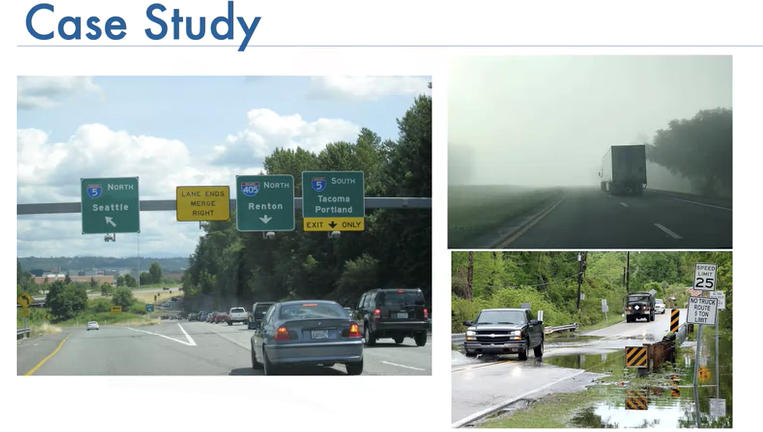 Case Study
5 NORTH
Seattle
LANE ENDS
MERGE
RIGHT
405 NORTH
Renton
5 SOUTH
Tacoma
Portland
EXIT ONLY
SPEED
LIMIT
25
NO TRUCK
ROUTE
5 TON
LIMIT